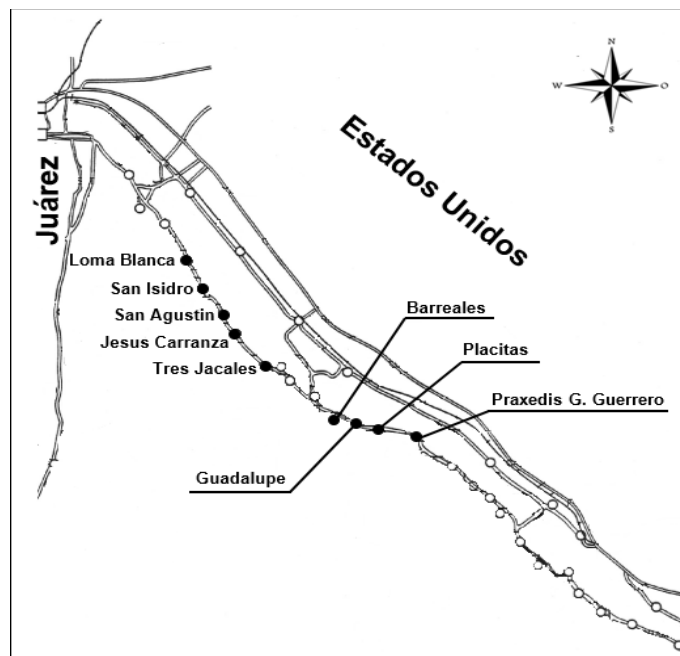 N
W
O
S
Estados Unidos
Juárez
Loma Blanca
San Isidro
San Agustin
Jesus Carranza
Tres Jacales
Barreales
Placitas
Praxedis G. Guerrero
Guadalupe